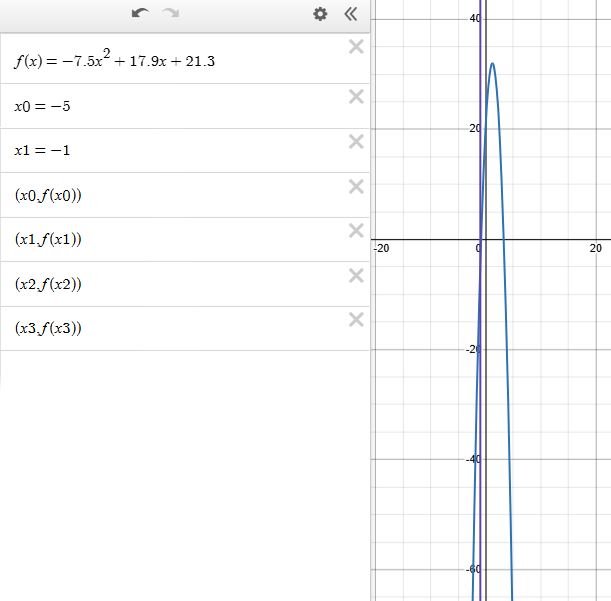 f(x) = −7.5x² + 17.9x + 21.3
x0 = −5
x1 = −1
(x0,f(x0))
(x1,f(x1))
(x2,f(x2))
(x3,f(x3))
40
20
-20
0
20
-20
-40
-60